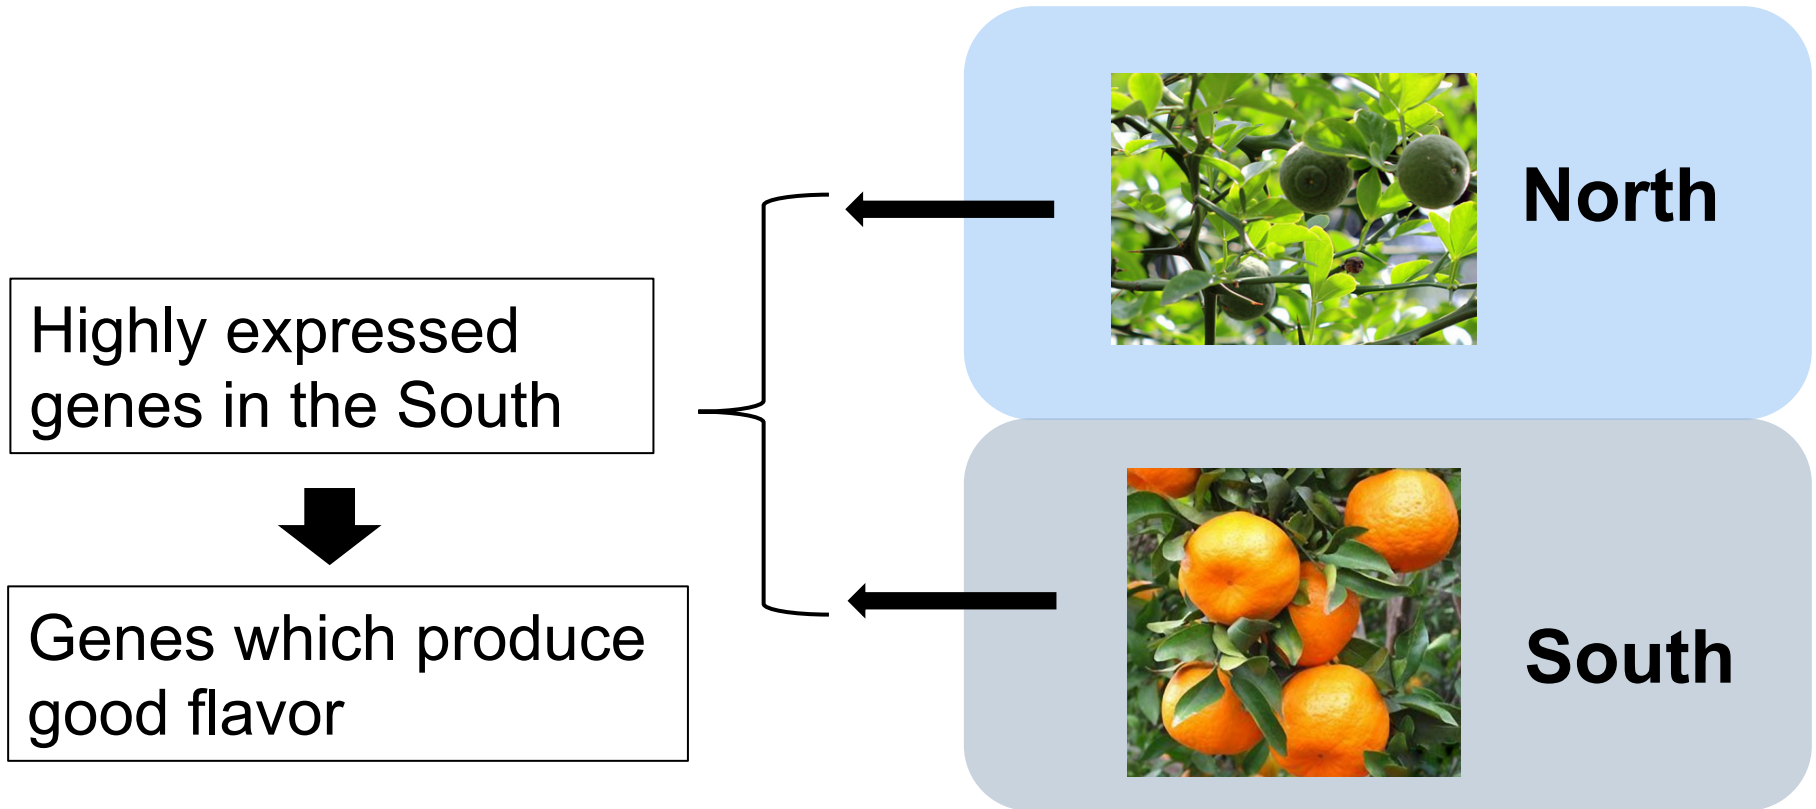 North
Highly expressed
genes in the South
Genes which produce
good flavor
South